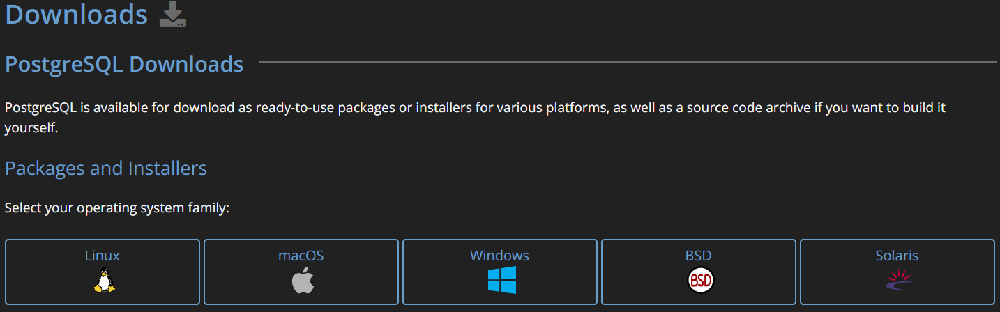 Downloads
PostgreSQL Downloads
PostgreSQL is available for download as ready-to-use packages or installers for various platforms, as well as a source code archive if you want to build it
yourself.
Packages and Installers
Select your operating system family:
Linux
macOS
Windows
BSD
Solaris
BSD